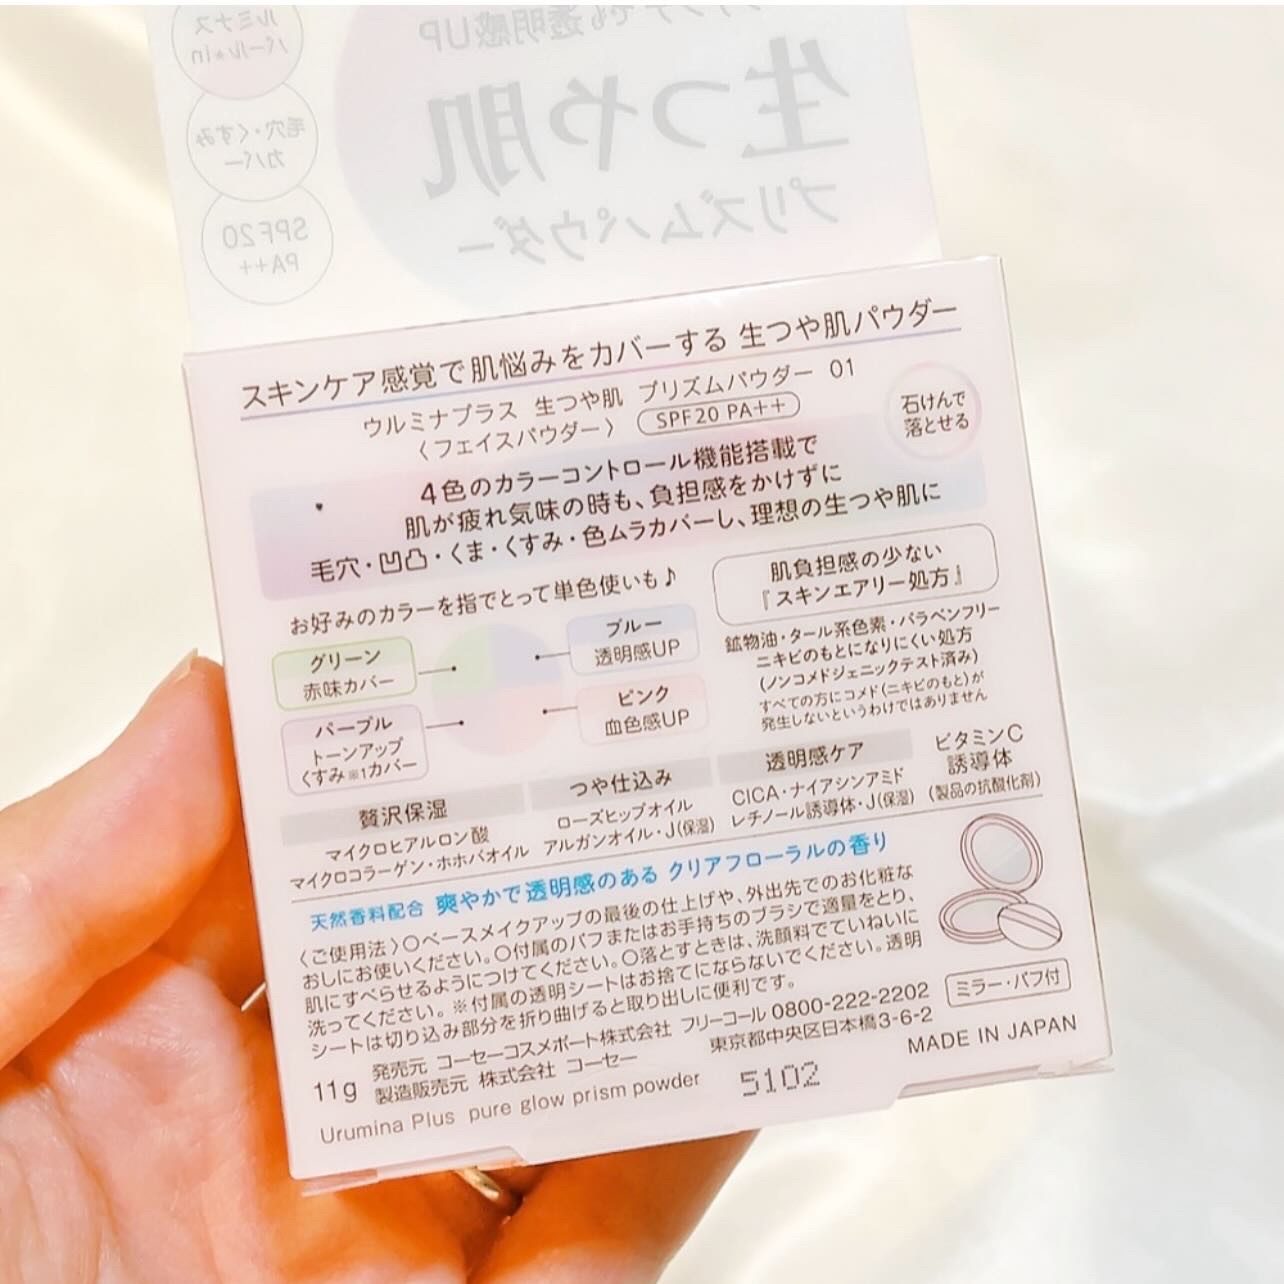 ルミナス
パール*in
透明感UP
生つや肌
毛穴・くすみ
カバー
プリズムパウダー
SPF20
PA++
スキンケア感覚で肌悩みをカバーする 生つや肌パウダー
ウルミナプラス 生つや肌 プリズムパウダー 01
〈フェイスパウダー〉 SPF20 PA++
石けんで
落とせる
4色のカラーコントロール機能搭載で
肌が疲れ気味の時も、負担感をかけずに
毛穴・凹凸・くま・くすみ・色ムラカバーし、理想の生つや肌に
お好みのカラーを指でとって単色使いも♪
グリーン
赤味カバー
ブルー
透明感UP
パープル
トーンアップ
くすみ※1カバー
ピンク
血色感UP
肌負担感の少ない
『スキンエアリー処方』
鉱物油・タール系色素・パラベンフリー
ニキビのもとになりにくい処方
(ノンコメドジェニックテスト済み)
すべての方にコメド(ニキビのもと)が
発生しないというわけではありません
贅沢保湿
マイクロヒアルロン酸
マイクロコラーゲン・ホホバオイル
つや仕込み
ローズヒップオイル
アルガンオイル・J(保湿)
透明感ケア
CICA・ナイアシンアミド
レチノール誘導体・J(保湿)
ビタミンC
誘導体
(製品の抗酸化剤)
天然香料配合 爽やかで透明感のある クリアフローラルの香り
〈ご使用法〉○ベースメイクアップの最後の仕上げや、外出先でのお化粧な
おしにお使いください。○付属のパフまたはお手持ちのブラシで適量をとり、
肌にすべらせるようにつけてください。○落とすときは、洗顔料でていねいに
洗ってください。※付属の透明シートはお捨てにならないでください。透明
シートは切り込み部分を折り曲げると取り出しに便利です。
ミラー・パフ付
11g
発売元 コーセーコスメポート株式会社 フリーコール 0800-222-2202
製造販売元 株式会社 コーセー 東京都中央区日本橋3-6-2
MADE IN JAPAN
Urumina Plus pure glow prism powder
5102